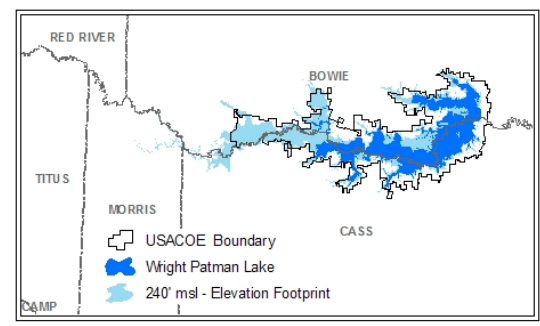 RED RIVER
BOWIE
TITUS
MORRIS
CASS
USACOE Boundary
Wright Patman Lake
240' msl - Elevation Footprint
CAMP